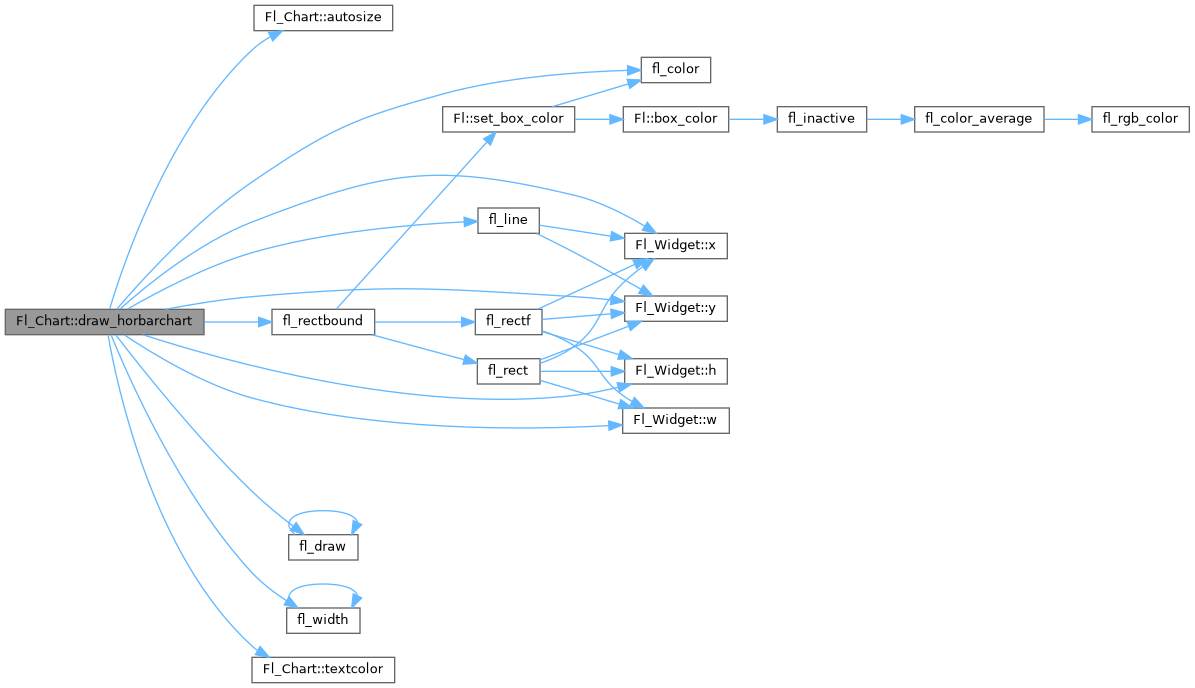 Fl_Chart::autosize
fl_color
Fl::set_box_color
Fl::box_color
fl_inactive
fl_color_average
fl_rgb_color
fl_line
Fl_Widget::x
Fl_Widget::y
Fl_Chart::draw_horbarchart
fl_rectbound
fl_rectf
fl_rect
Fl_Widget::h
Fl_Widget::w
fl_draw
fl_width
Fl_Chart::textcolor